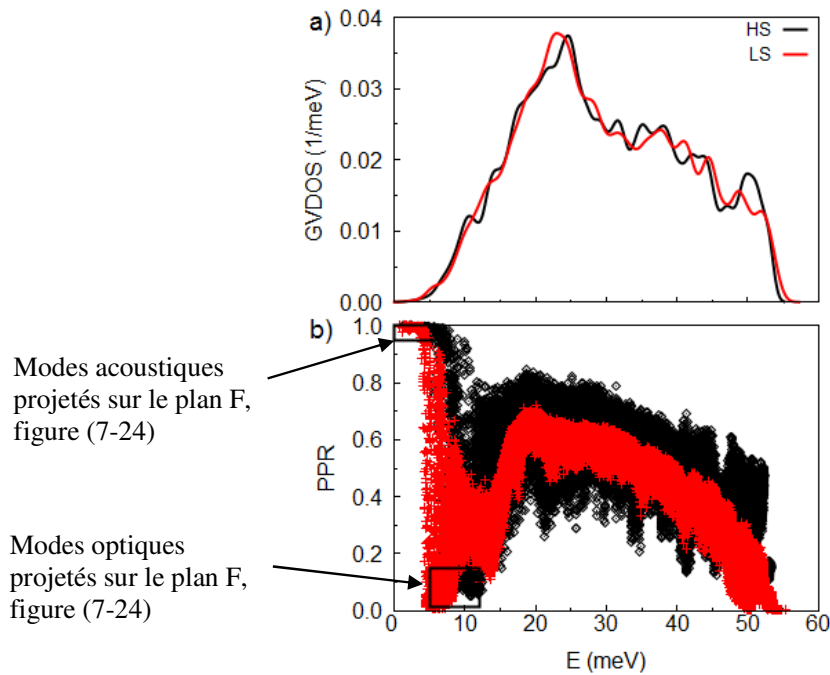 a)
HS
LS
GVDOS (1/meV)
0.04
0.03
0.02
0.01
0.00
b)
PPR
1.0
0.8
0.6
0.4
0.2
0.0
0 10 20 30 40 50 60
E (meV)
Modes acoustiques
projetés sur le plan F,
figure (7-24)
Modes optiques
projetés sur le plan F,
figure (7-24)